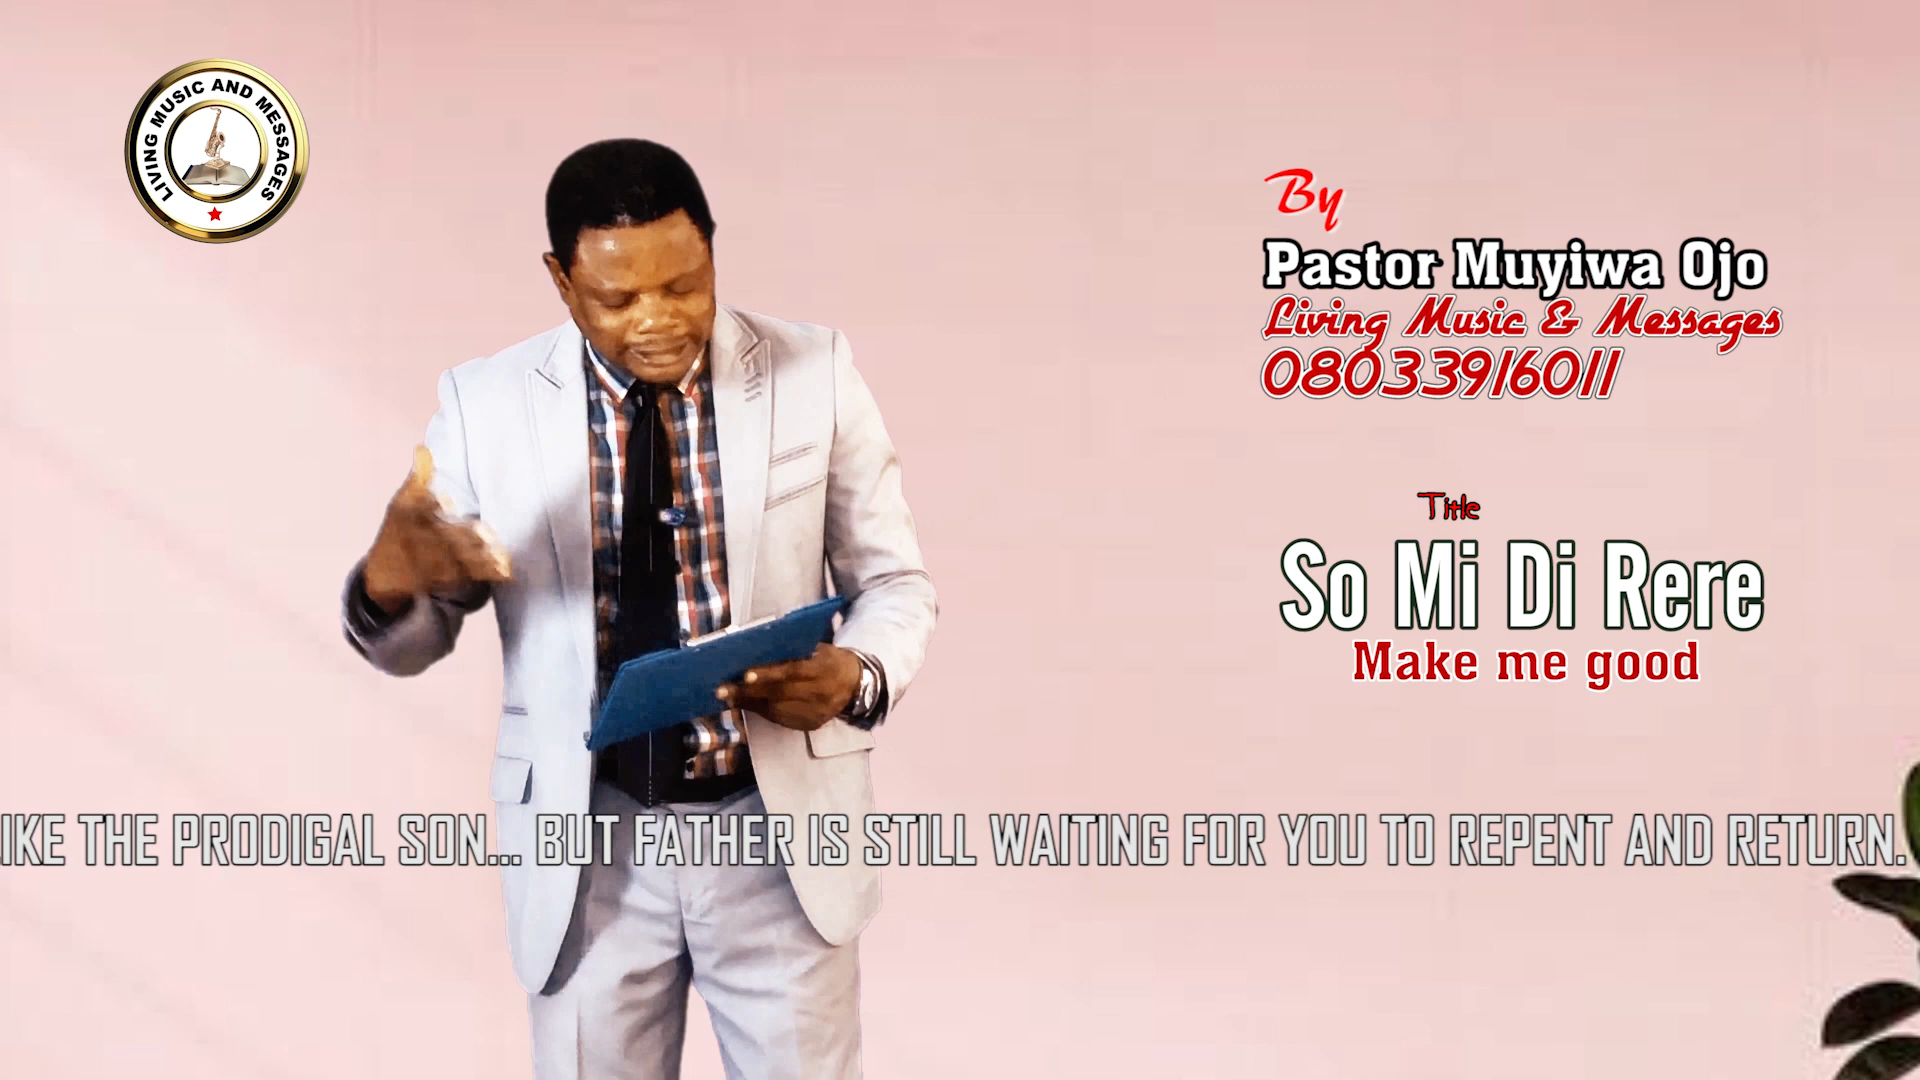 LIVING MUSIC AND MESSAGES
By
Pastor Muyiwa Ojo
Living Music & Messages
08033916011
Title
So Mi Di Rere
Make me good
IKE THE PRODIGAL SON... BUT FATHER IS STILL WAITING FOR YOU TO REPENT AND RETURN.